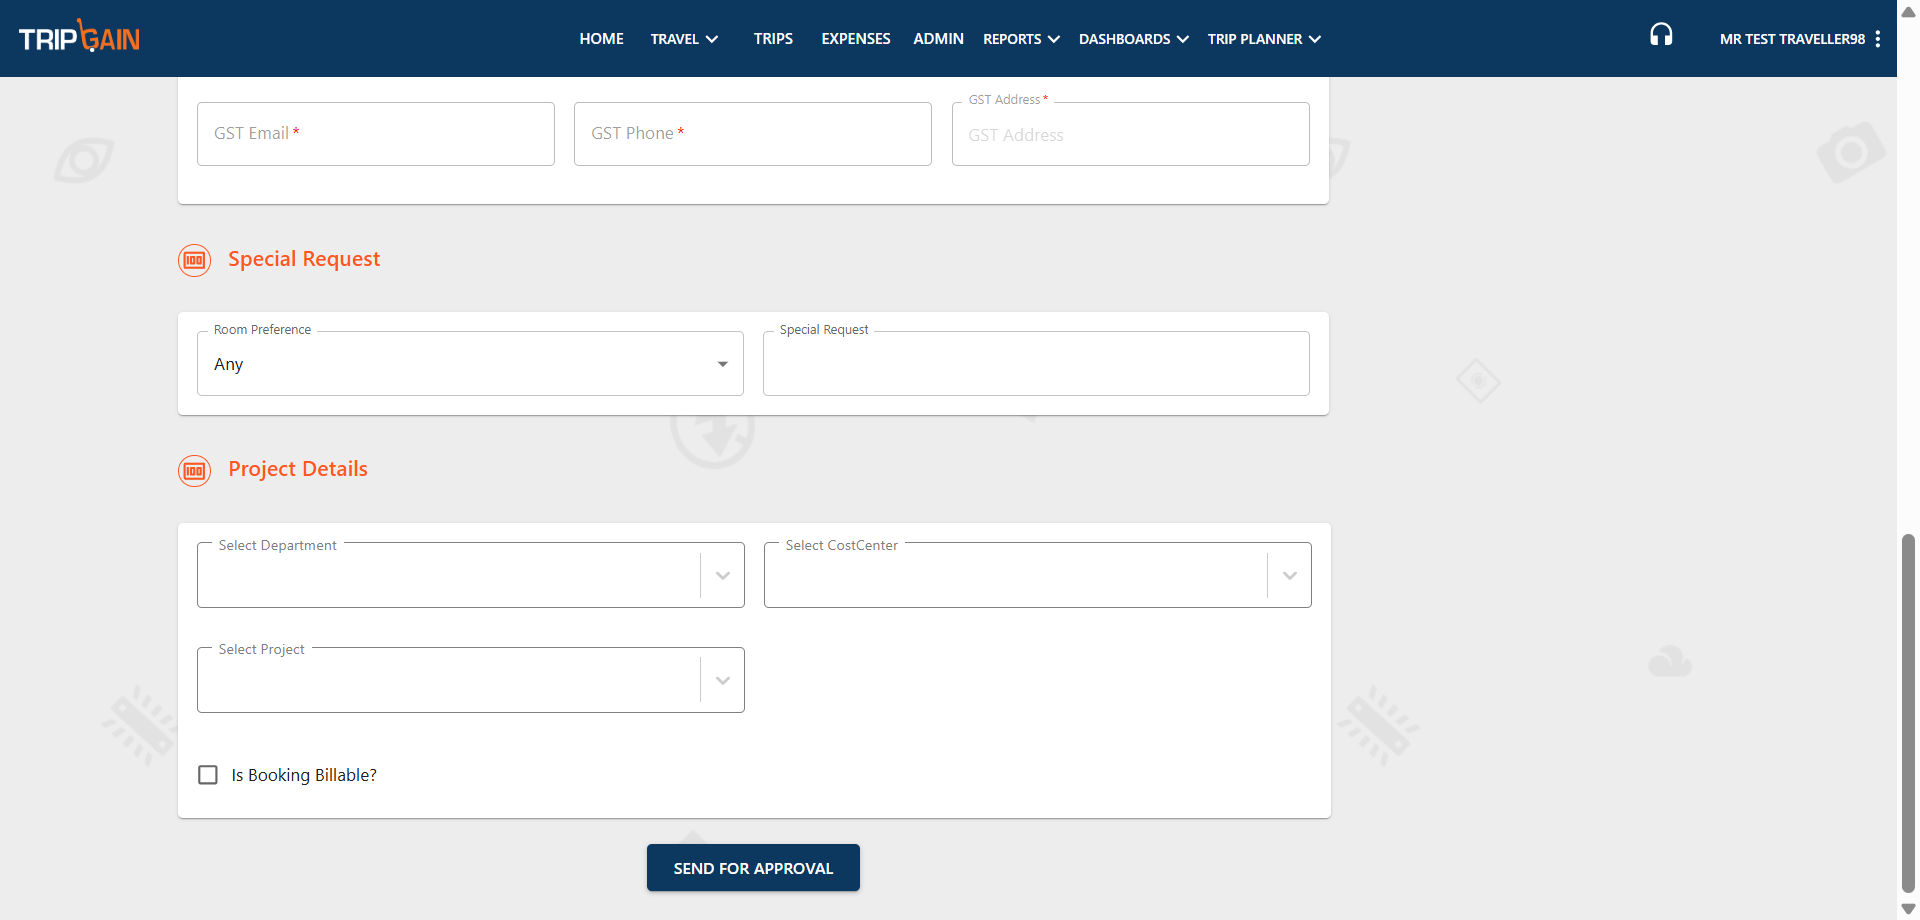 TRIPGAIN
HOME TRAVEL TRIPS EXPENSES ADMIN REPORTS DASHBOARDS TRIP PLANNER MR TEST TRAVELLER98
GST Email * GST Phone * GST Address *
GST Address
100 Special Request
Room Preference Special Request
Any
100 Project Details
Select Department Select CostCenter
Select Project
Is Booking Billable?
SEND FOR APPROVAL